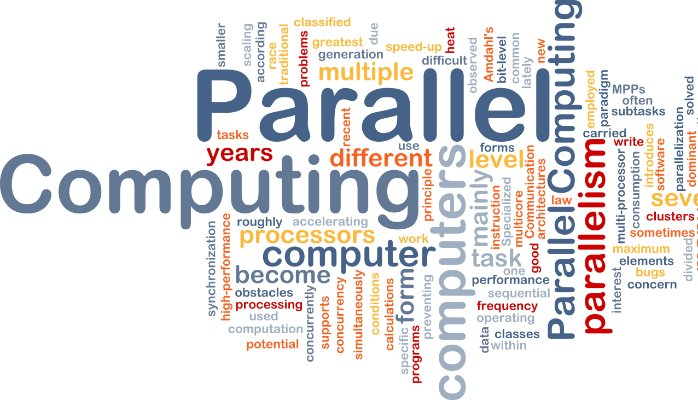 smaller
scaling
according
race
traditional
classified
problems
greatest
generation
due
multiple
speed-up
heat
difficult
observed
Amdahl's
bit-level
common
lately
new
Parallel
Computing
tasks
years
recent
different
use
forms
level
principle
computers
mainly
instruction
Specialized
multicore
Communication
architectures
law
good
Parallel Computing
employed
paradigm
MPPs
often
subtasks
carried
write
parallelism
multi-processor
consumption
introduces
software
parallelization
dominant
solved
clusters
sometimes
maximum
elements
bugs
concern
interest
divided
synchronization
high-performance
roughly
accelerating
processors
work
computer
become
obstacles
processing
used
computation
potential
concurrently
supports
concurrency
simultaneously
conditions
calculations
form
specific
programs
preventing
task
one
performance
sequential
frequency
operating
data
classes
within